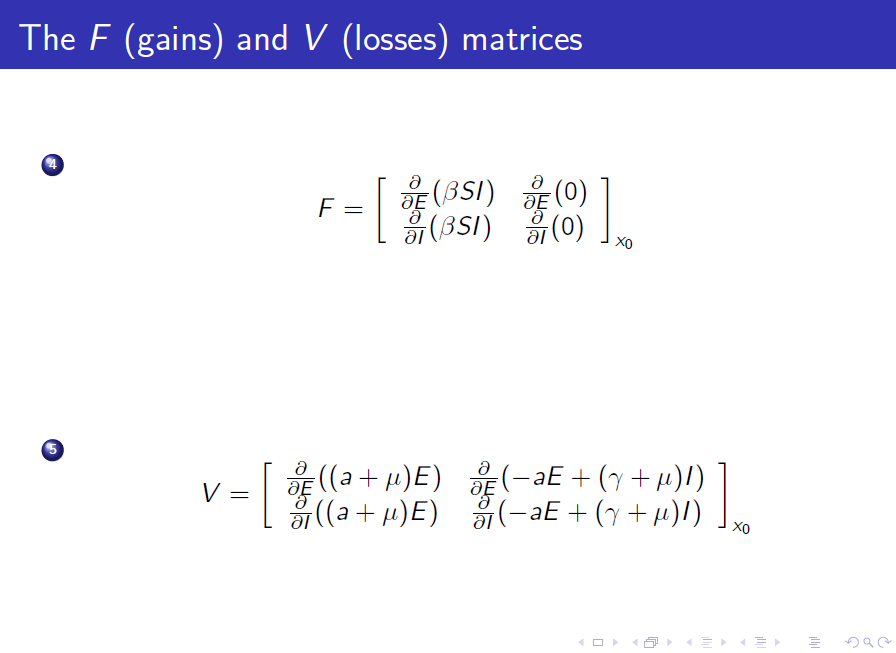 The F (gains) and V (losses) matrices
4
F = [ ∂/∂E (βSI) ∂/∂E (0)
∂/∂I (βSI) ∂/∂I (0) ]x₀
5
V = [ ∂/∂E ((a + μ)E) ∂/∂E (−aE + (γ + μ)I)
∂/∂I ((a + μ)E) ∂/∂I (−aE + (γ + μ)I) ]x₀